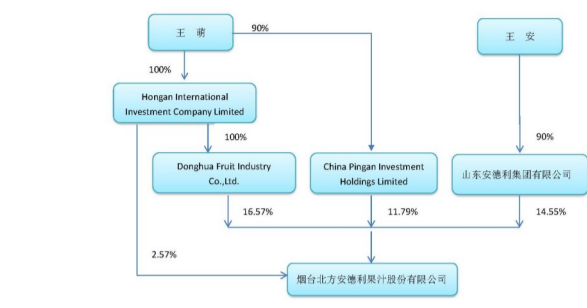 王 萌
90%
王 安
100%
Hongan International
Investment Company Limited
100%
90%
Donghua Fruit Industry
Co.,Ltd.
China Pingan Investment
Holdings Limited
山东安德利集团有限公司
16.57%
11.79%
14.55%
2.57%
烟台北方安德利果汁股份有限公司